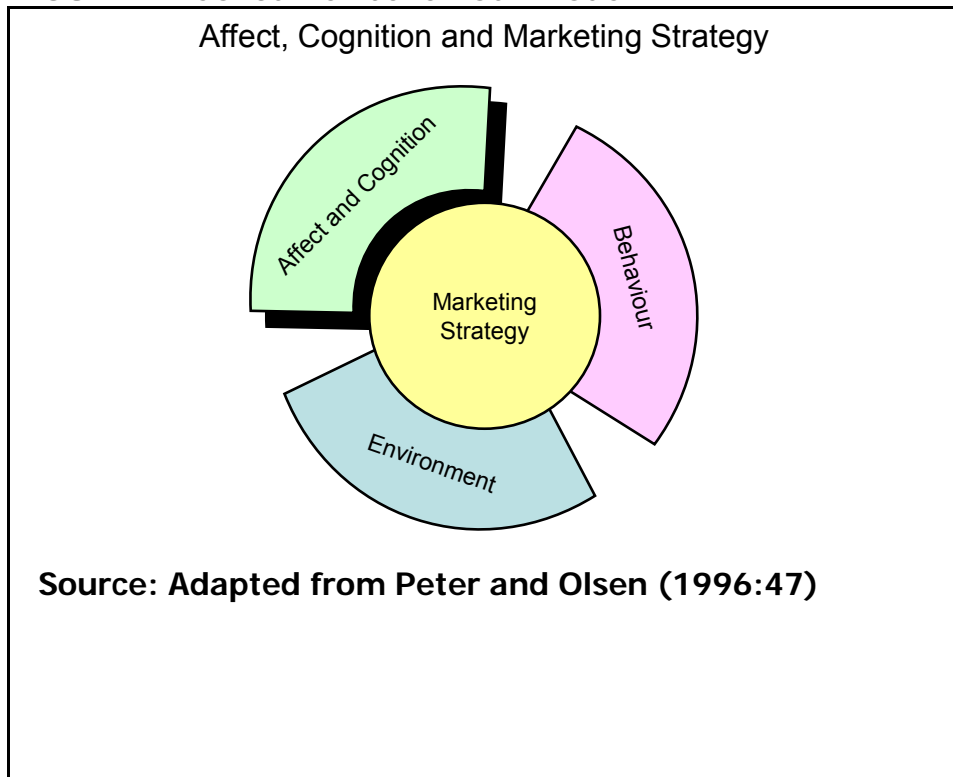 Affect, Cognition and Marketing Strategy
Affect and Cognition
Behaviour
Marketing
Strategy
Environment
Source: Adapted from Peter and Olsen (1996:47)